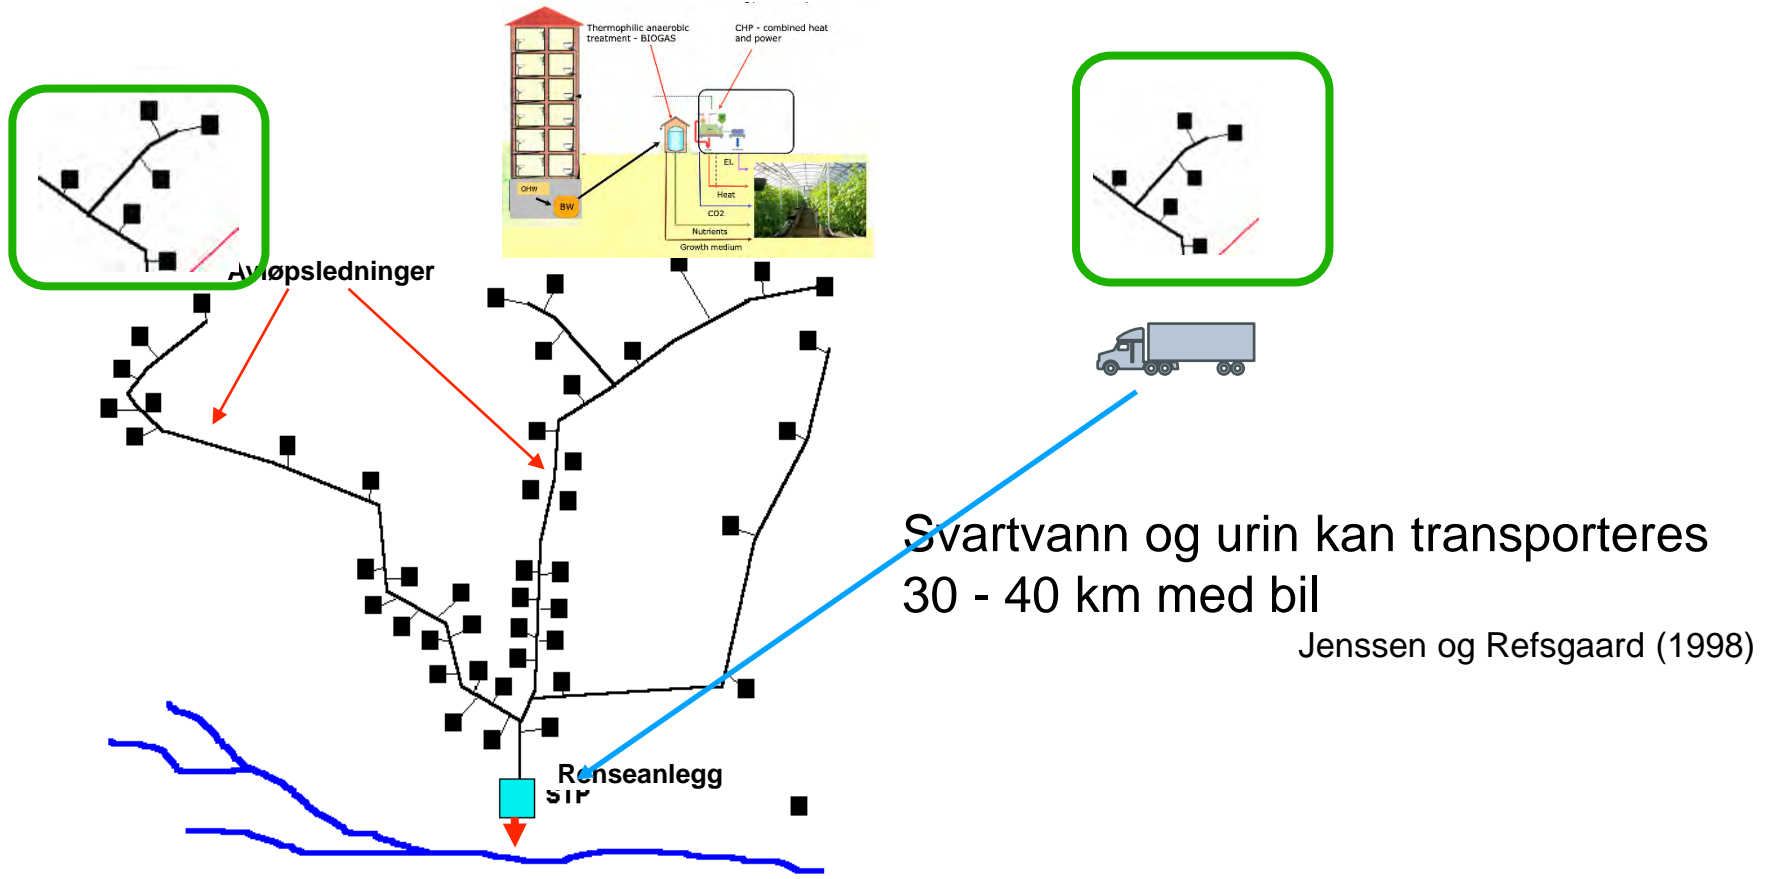 Thermophilic anaerobic
treatment - BIOGAS
CHP - combined heat
and power
OHW
BW
El.
Heat
CO2
Nutrients
Growth medium
Avløpsledninger
Svartvann og urin kan transporteres
30 - 40 km med bil
Jenssen og Refsgaard (1998)
Renseanlegg
STP